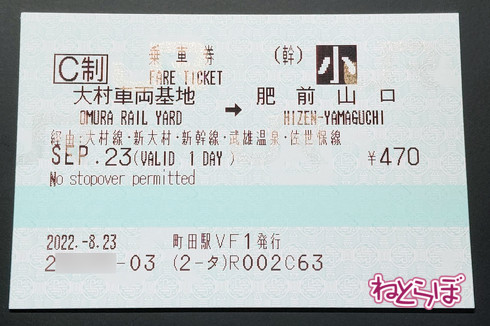 乗車券 (幹) 小
C制 FARE TICKET
大村車両基地 → 肥前山口
OMURA RAIL YARD HIZEN-YAMAGUCHI
経由:大村線・新大村・新幹線・武雄温泉・佐世保線
SEP.23(VALID 1 DAY) ¥470
No stopover permitted
2022.-8.23 町田駅VF1発行
2 -03 (2-タ)R002C63
ねとらぼ